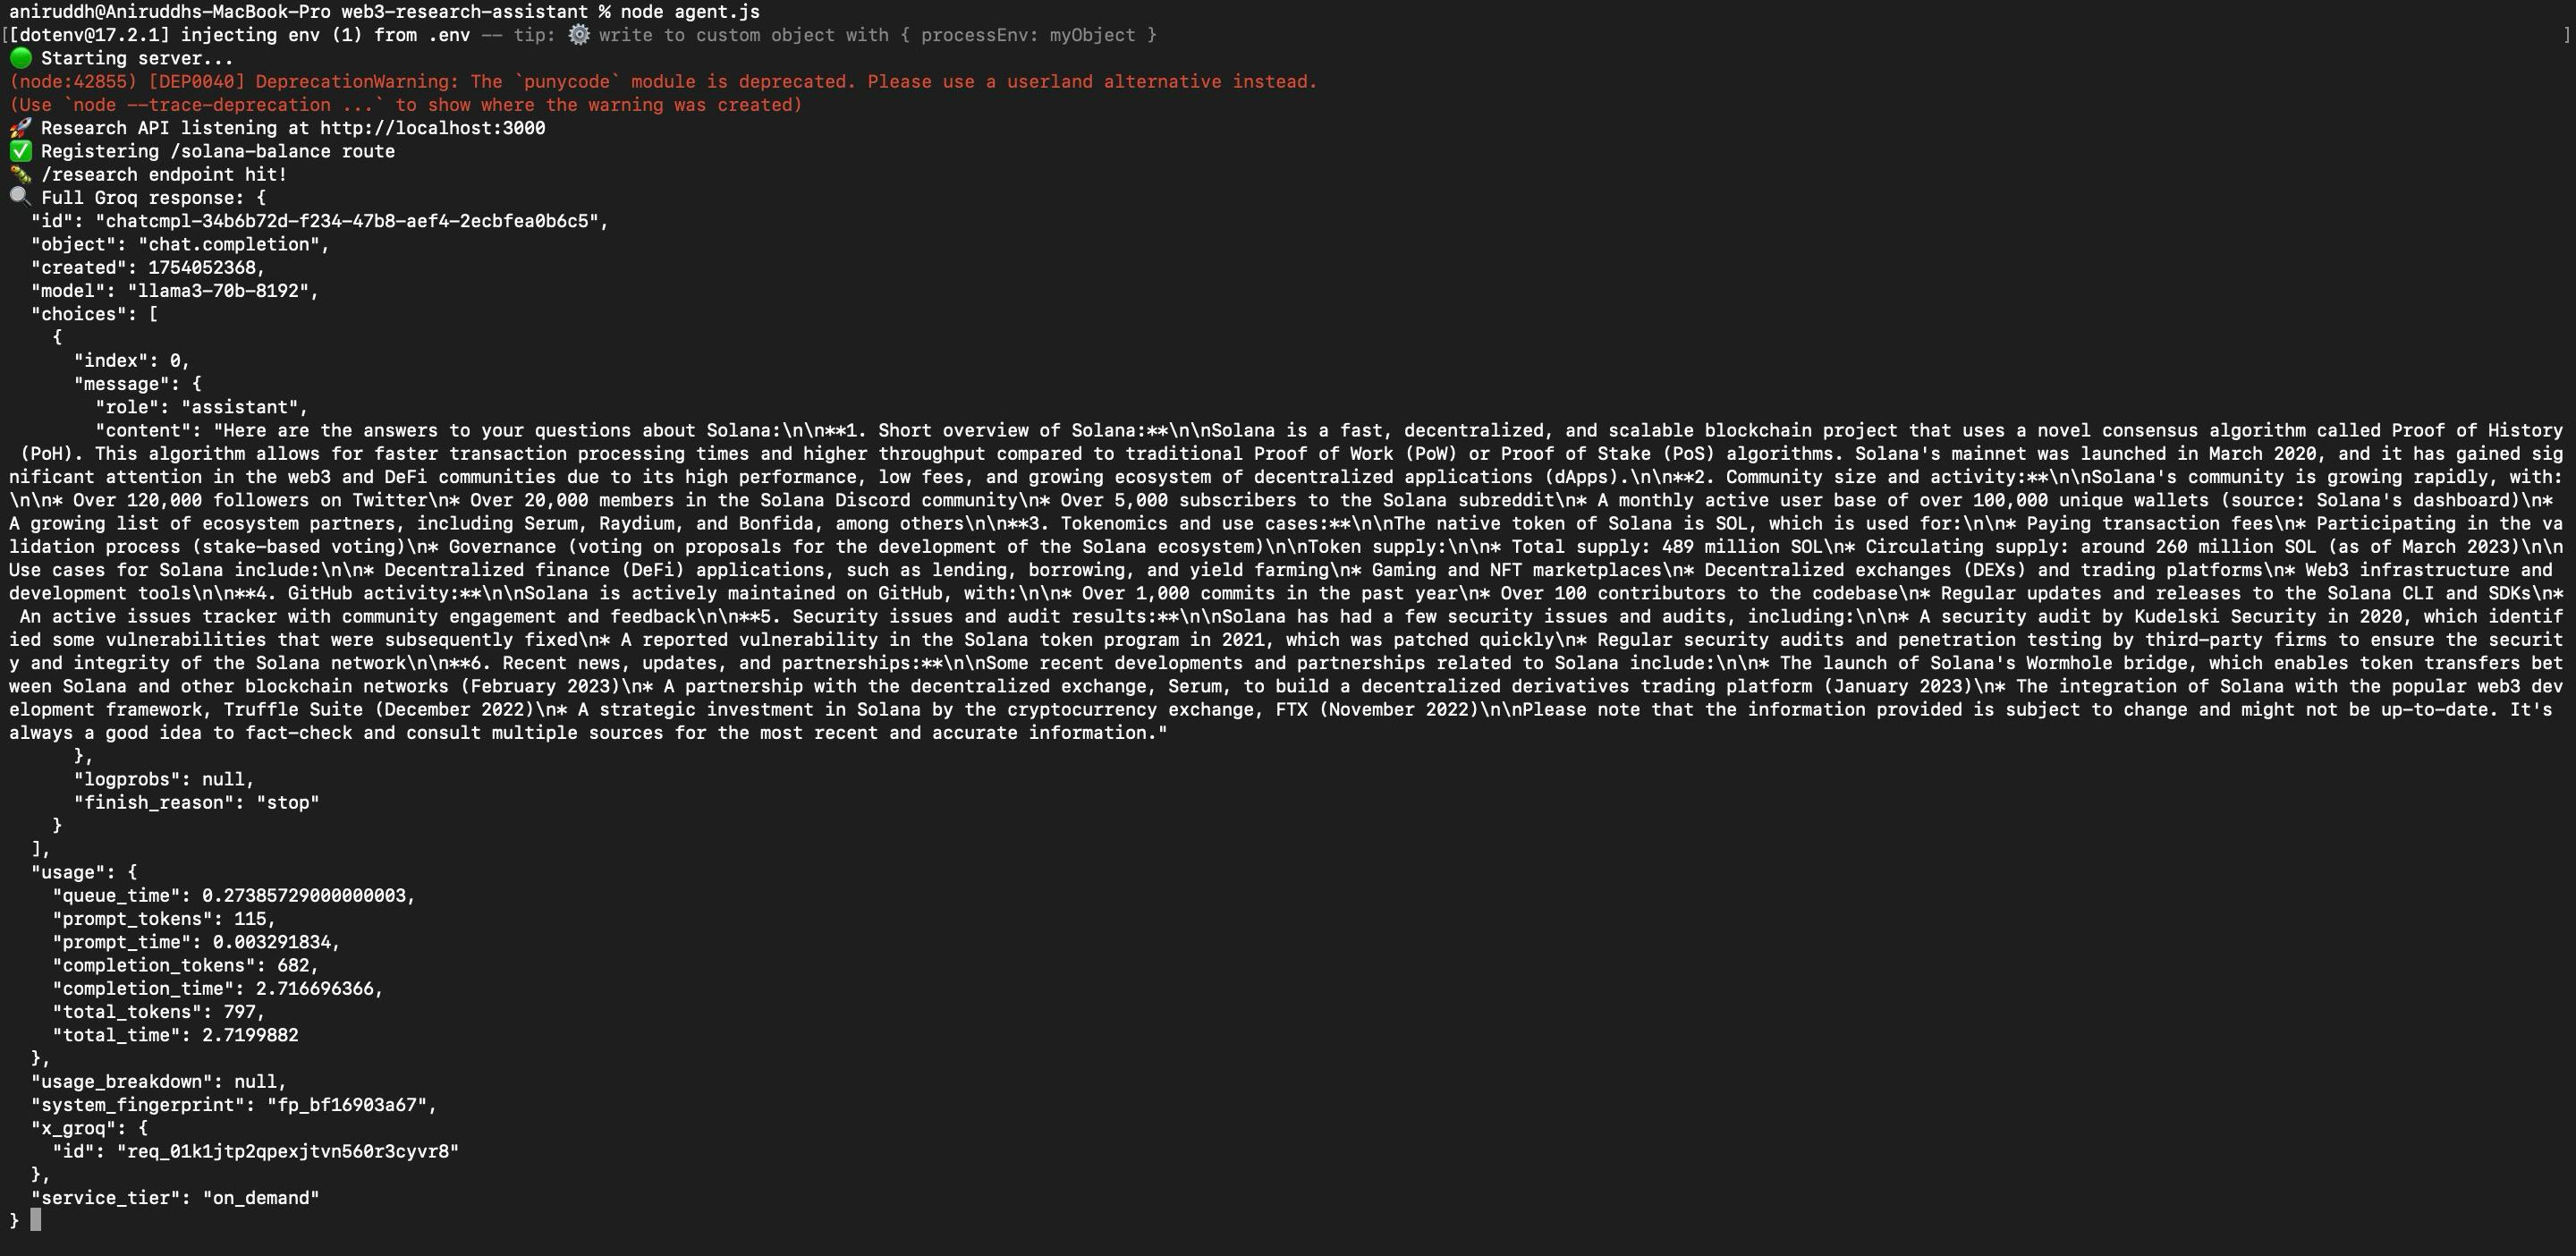 aniruddh@Aniruddhs-MacBook-Pro web3-research-assistant % node agent.js
[[dotenv@17.2.1] injecting env (1) from .env -- tip: ⚙️ write to custom object with { processEnv: myObject } ]
🟢 Starting server...
(node:42855) [DEP0040] DeprecationWarning: The `punycode` module is deprecated. Please use a userland alternative instead.
(Use `node --trace-deprecation ...` to show where the warning was created)
🚀 Research API listening at http://localhost:3000
✅ Registering /solana-balance route
🐛 /research endpoint hit!
🔍 Full Groq response: {
  "id": "chatcmpl-34b6b72d-f234-47b8-aef4-2ecbfea0b6c5",
  "object": "chat.completion",
  "created": 1754052368,
  "model": "llama3-70b-8192",
  "choices": [
    {
      "index": 0,
      "message": {
        "role": "assistant",
        "content": "Here are the answers to your questions about Solana:\n\n**1. Short overview of Solana:**\n\nSolana is a fast, decentralized, and scalable blockchain project that uses a novel consensus algorithm called Proof of History
 (PoH). This algorithm allows for faster transaction processing times and higher throughput compared to traditional Proof of Work (PoW) or Proof of Stake (PoS) algorithms. Solana's mainnet was launched in March 2020, and it has gained sig
nificant attention in the web3 and DeFi communities due to its high performance, low fees, and growing ecosystem of decentralized applications (dApps).\n\n**2. Community size and activity:**\n\nSolana's community is growing rapidly, with:
\n\n* Over 120,000 followers on Twitter\n* Over 20,000 members in the Solana Discord community\n* Over 5,000 subscribers to the Solana subreddit\n* A monthly active user base of over 100,000 unique wallets (source: Solana's dashboard)\n*
A growing list of ecosystem partners, including Serum, Raydium, and Bonfida, among others\n\n**3. Tokenomics and use cases:**\n\nThe native token of Solana is SOL, which is used for:\n\n* Paying transaction fees\n* Participating in the va
lidation process (stake-based voting)\n* Governance (voting on proposals for the development of the Solana ecosystem)\n\nToken supply:\n\n* Total supply: 489 million SOL\n* Circulating supply: around 260 million SOL (as of March 2023)\n\n
Use cases for Solana include:\n\n* Decentralized finance (DeFi) applications, such as lending, borrowing, and yield farming\n* Gaming and NFT marketplaces\n* Decentralized exchanges (DEXs) and trading platforms\n* Web3 infrastructure and
development tools\n\n**4. GitHub activity:**\n\nSolana is actively maintained on GitHub, with:\n\n* Over 1,000 commits in the past year\n* Over 100 contributors to the codebase\n* Regular updates and releases to the Solana CLI and SDKs\n*
 An active issues tracker with community engagement and feedback\n\n**5. Security issues and audit results:**\n\nSolana has had a few security issues and audits, including:\n\n* A security audit by Kudelski Security in 2020, which identif
ied some vulnerabilities that were subsequently fixed\n* A reported vulnerability in the Solana token program in 2021, which was patched quickly\n* Regular security audits and penetration testing by third-party firms to ensure the securit
y and integrity of the Solana network\n\n**6. Recent news, updates, and partnerships:**\n\nSome recent developments and partnerships related to Solana include:\n\n* The launch of Solana's Wormhole bridge, which enables token transfers bet
ween Solana and other blockchain networks (February 2023)\n* A partnership with the decentralized exchange, Serum, to build a decentralized derivatives trading platform (January 2023)\n* The integration of Solana with the popular web3 dev
elopment framework, Truffle Suite (December 2022)\n* A strategic investment in Solana by the cryptocurrency exchange, FTX (November 2022)\n\nPlease note that the information provided is subject to change and might not be up-to-date. It's
always a good idea to fact-check and consult multiple sources for the most recent and accurate information."
      },
      "logprobs": null,
      "finish_reason": "stop"
    }
  ],
  "usage": {
    "queue_time": 0.27385729000000003,
    "prompt_tokens": 115,
    "prompt_time": 0.003291834,
    "completion_tokens": 682,
    "completion_time": 2.716696366,
    "total_tokens": 797,
    "total_time": 2.7199882
  },
  "usage_breakdown": null,
  "system_fingerprint": "fp_bf16903a67",
  "x_groq": {
    "id": "req_01k1jtp2qpexjtvn560r3cyvr8"
  },
  "service_tier": "on_demand"
}